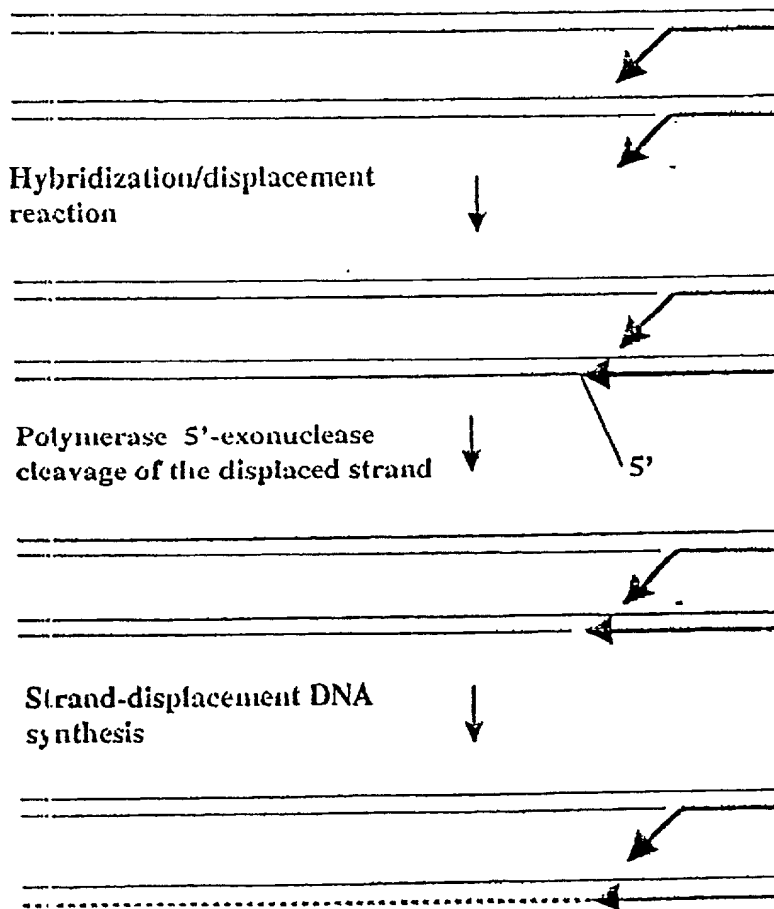 Hybridization/displacement
reaction
Polymerase 5'-exonuclease
cleavage of the displaced strand
5'
Strand-displacement DNA
synthesis